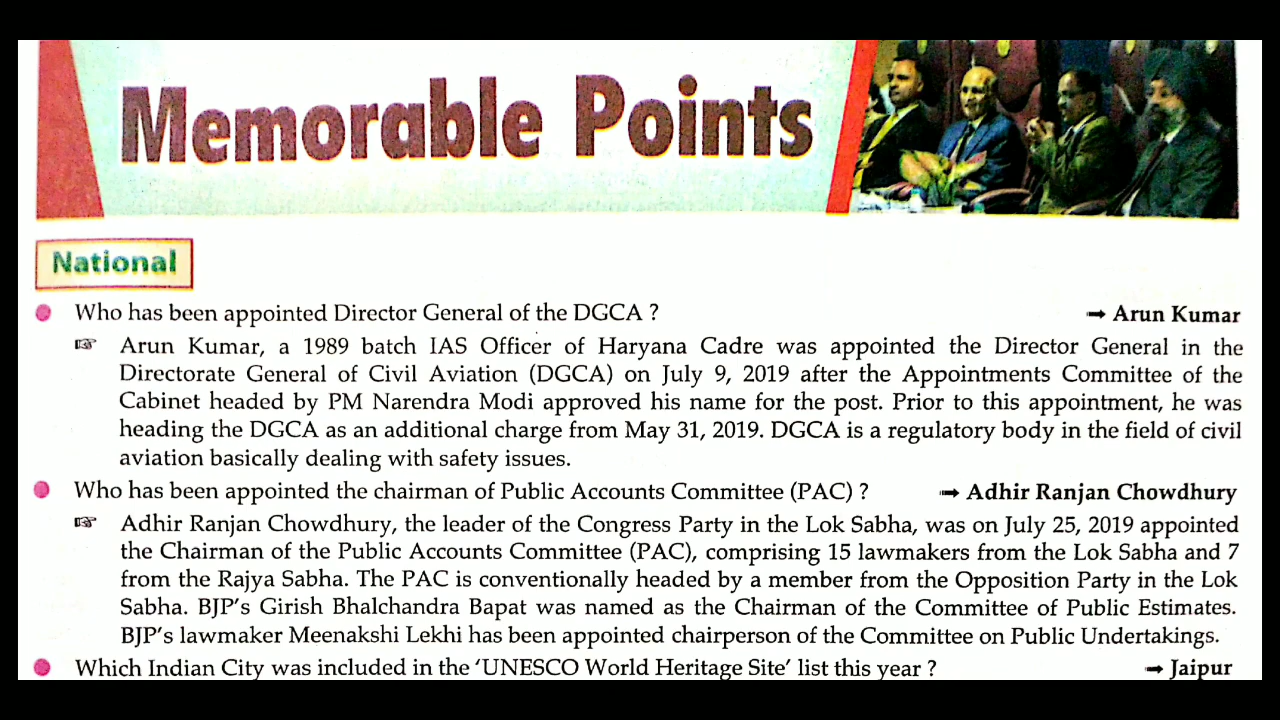 Memorable Points
National
Who has been appointed Director General of the DGCA ? ➟ Arun Kumar
☞ Arun Kumar, a 1989 batch IAS Officer of Haryana Cadre was appointed the Director General in the
Directorate General of Civil Aviation (DGCA) on July 9, 2019 after the Appointments Committee of the
Cabinet headed by PM Narendra Modi approved his name for the post. Prior to this appointment, he was
heading the DGCA as an additional charge from May 31, 2019. DGCA is a regulatory body in the field of civil
aviation basically dealing with safety issues.
Who has been appointed the chairman of Public Accounts Committee (PAC) ? ➟ Adhir Ranjan Chowdhury
☞ Adhir Ranjan Chowdhury, the leader of the Congress Party in the Lok Sabha, was on July 25, 2019 appointed
the Chairman of the Public Accounts Committee (PAC), comprising 15 lawmakers from the Lok Sabha and 7
from the Rajya Sabha. The PAC is conventionally headed by a member from the Opposition Party in the Lok
Sabha. BJP's Girish Bhalchandra Bapat was named as the Chairman of the Committee of Public Estimates.
BJP's lawmaker Meenakshi Lekhi has been appointed chairperson of the Committee on Public Undertakings.
Which Indian City was included in the 'UNESCO World Heritage Site' list this year ? ➟ Jaipur